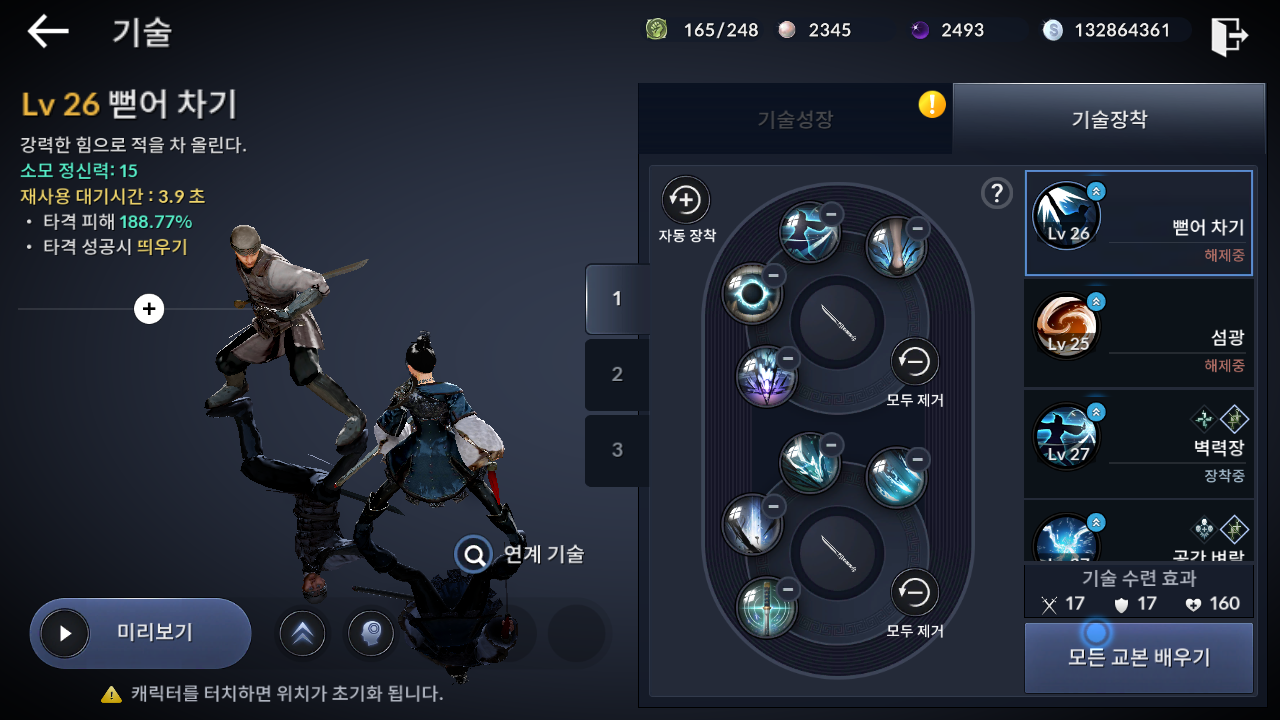 기술
165/248 2345 2493 132864361
Lv 26 뻗어 차기
강력한 힘으로 적을 차 올린다.
소모 정신력: 15
재사용 대기시간 : 3.9 초
• 타격 피해 188.77%
• 타격 성공시 띄우기
연계 기술
미리보기
캐릭터를 터치하면 위치가 초기화 됩니다.
1
2
3
기술성장
기술장착
자동 장착
모두 제거
모두 제거
Lv 26
뻗어 차기
해제중
Lv 25
섬광
해제중
Lv 27
벽력장
장착중
기술 수련 효과
17 17 160
모든 교본 배우기